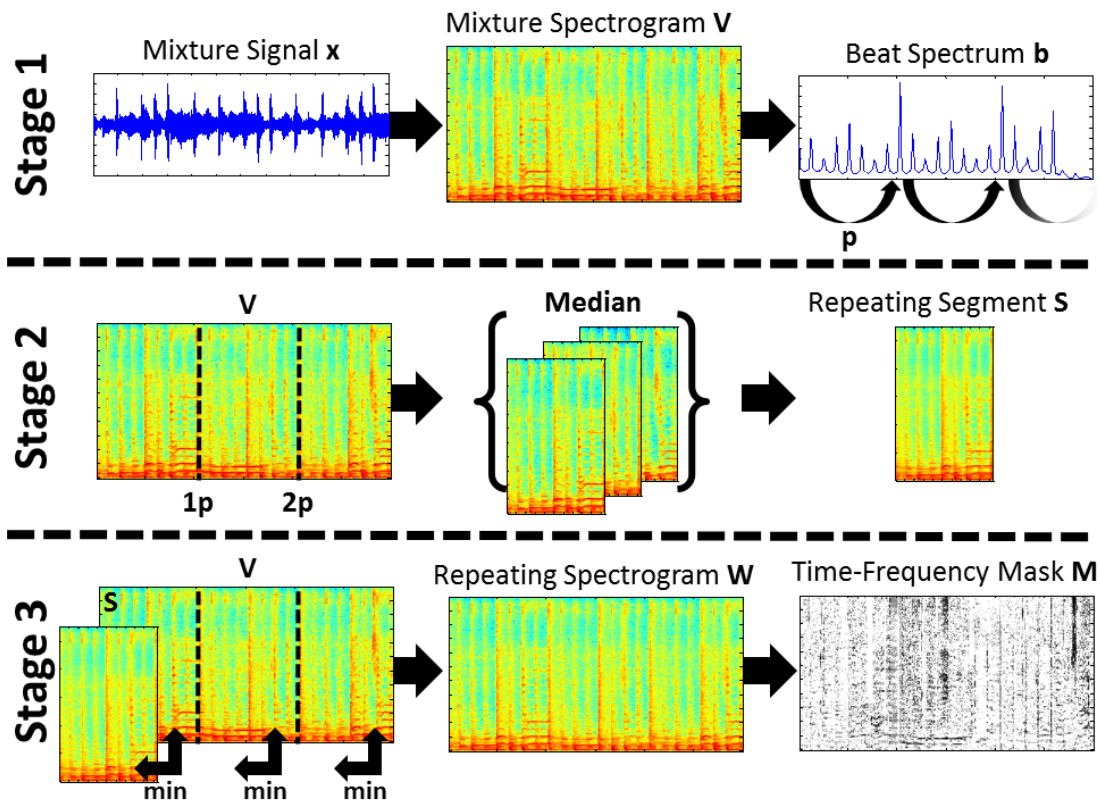 Stage 1
Mixture Signal x
Mixture Spectrogram V
Beat Spectrum b
p
Stage 2
V
Median
Repeating Segment S
1p
2p
Stage 3
V
S
Repeating Spectrogram W
Time-Frequency Mask M
min
min
min